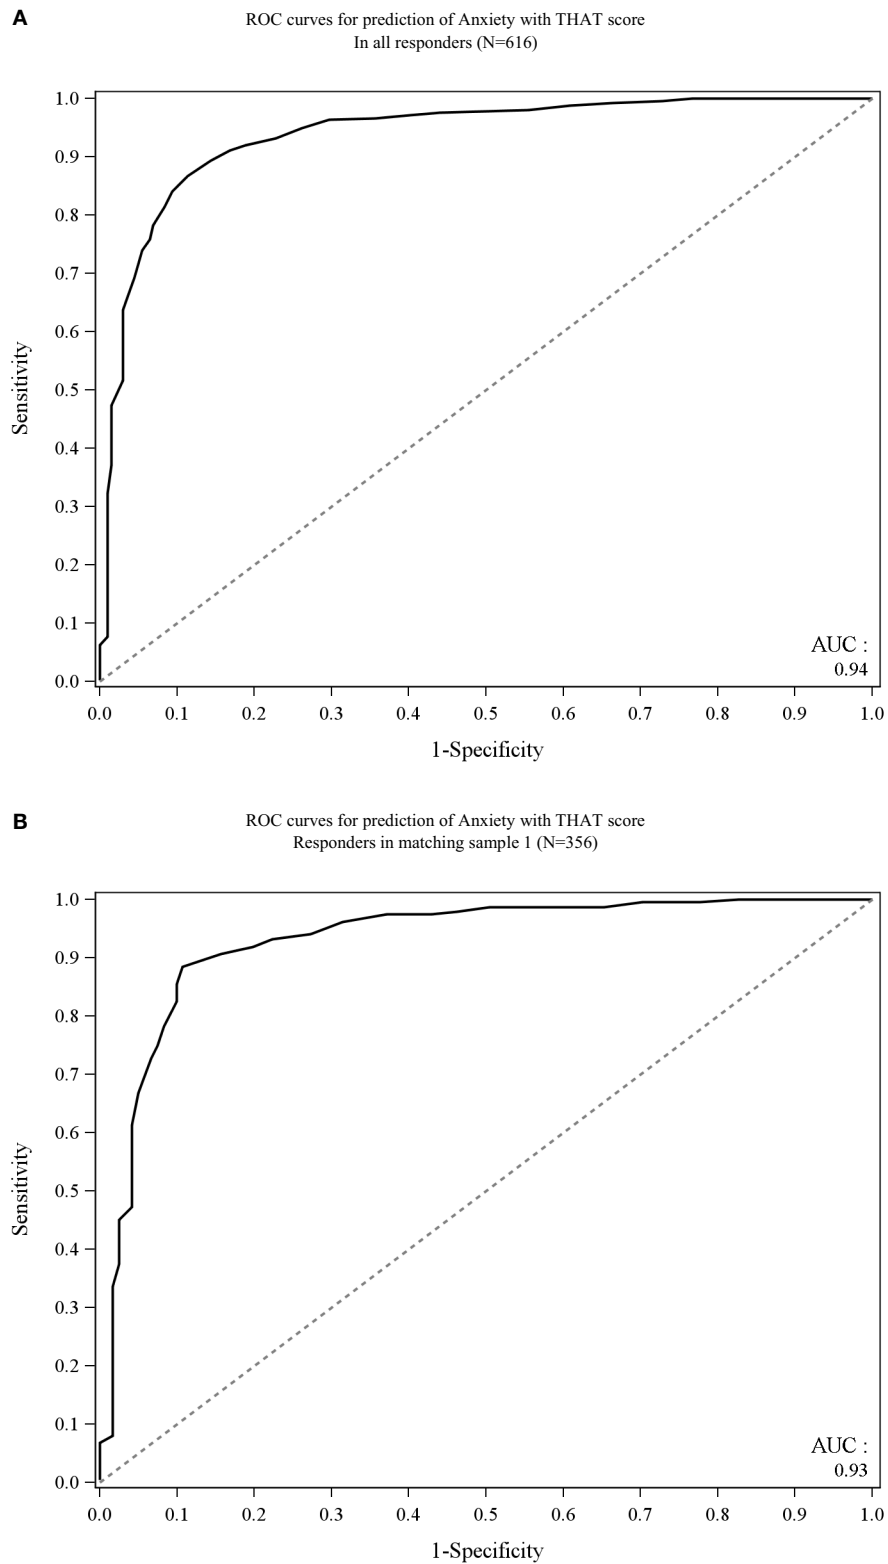 A
ROC curves for prediction of Anxiety with THAT score
In all responders (N=616)
1.0
0.9
0.8
0.7
0.6
0.5
0.4
0.3
0.2
0.1
0.0
Sensitivity
AUC :
0.94
0.0 0.1 0.2 0.3 0.4 0.5 0.6 0.7 0.8 0.9 1.0
1-Specificity
B
ROC curves for prediction of Anxiety with THAT score
Responders in matching sample 1 (N=356)
1.0
0.9
0.8
0.7
0.6
0.5
0.4
0.3
0.2
0.1
0.0
Sensitivity
AUC :
0.93
0.0 0.1 0.2 0.3 0.4 0.5 0.6 0.7 0.8 0.9 1.0
1-Specificity